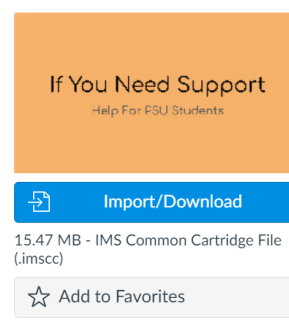 If You Need Support
Help For PSU Students
Import/Download
15.47 MB - IMS Common Cartridge File
(.imscc)
Add to Favorites